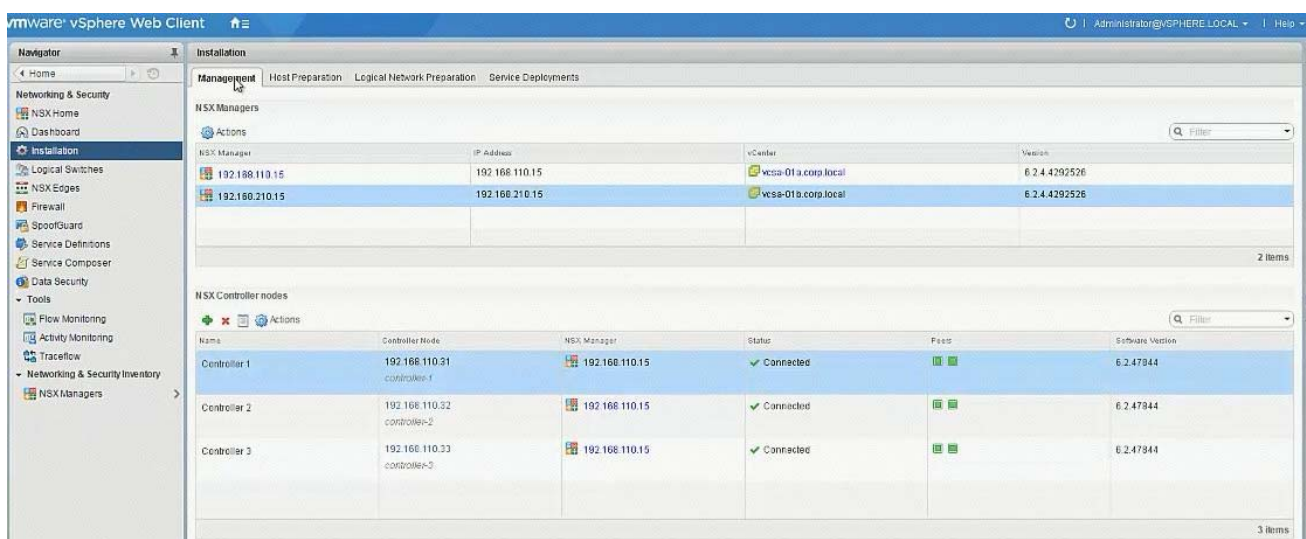 vmware® vSphere Web Client
Administrator@VSPHERE.LOCAL | Help
Navigator
Home
Networking & Security
NSX Home
Dashboard
Installation
Logical Switches
NSX Edges
Firewall
SpoofGuard
Service Definitions
Service Composer
Data Security
Tools
Flow Monitoring
Activity Monitoring
Traceflow
Networking & Security Inventory
NSX Managers
Installation
Management Host Preparation Logical Network Preparation Service Deployments
NSX Managers
Actions
Filter
NSX Manager IP Address vCenter Version
192.168.110.15 192.168.110.15 vcsa-01a.corp.local 6.2.4.4292526
192.168.210.15 192.168.210.15 vcsa-01b.corp.local 6.2.4.4292526
2 items
NSX Controller nodes
Actions
Filter
Name Controller Node NSX Manager Status Peers Software Version
Controller 1 192.168.110.31 192.168.110.15 Connected 6.2.47844
controller-1
Controller 2 192.168.110.32 192.168.110.15 Connected 6.2.47844
controller-2
Controller 3 192.168.110.33 192.168.110.15 Connected 6.2.47844
controller-3
3 items